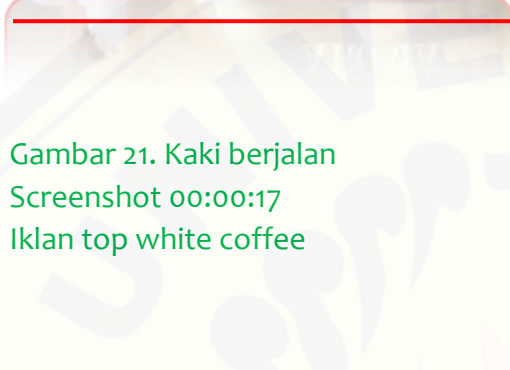 Gambar 21. Kaki berjalan
Screenshot 00:00:17
Iklan top white coffee